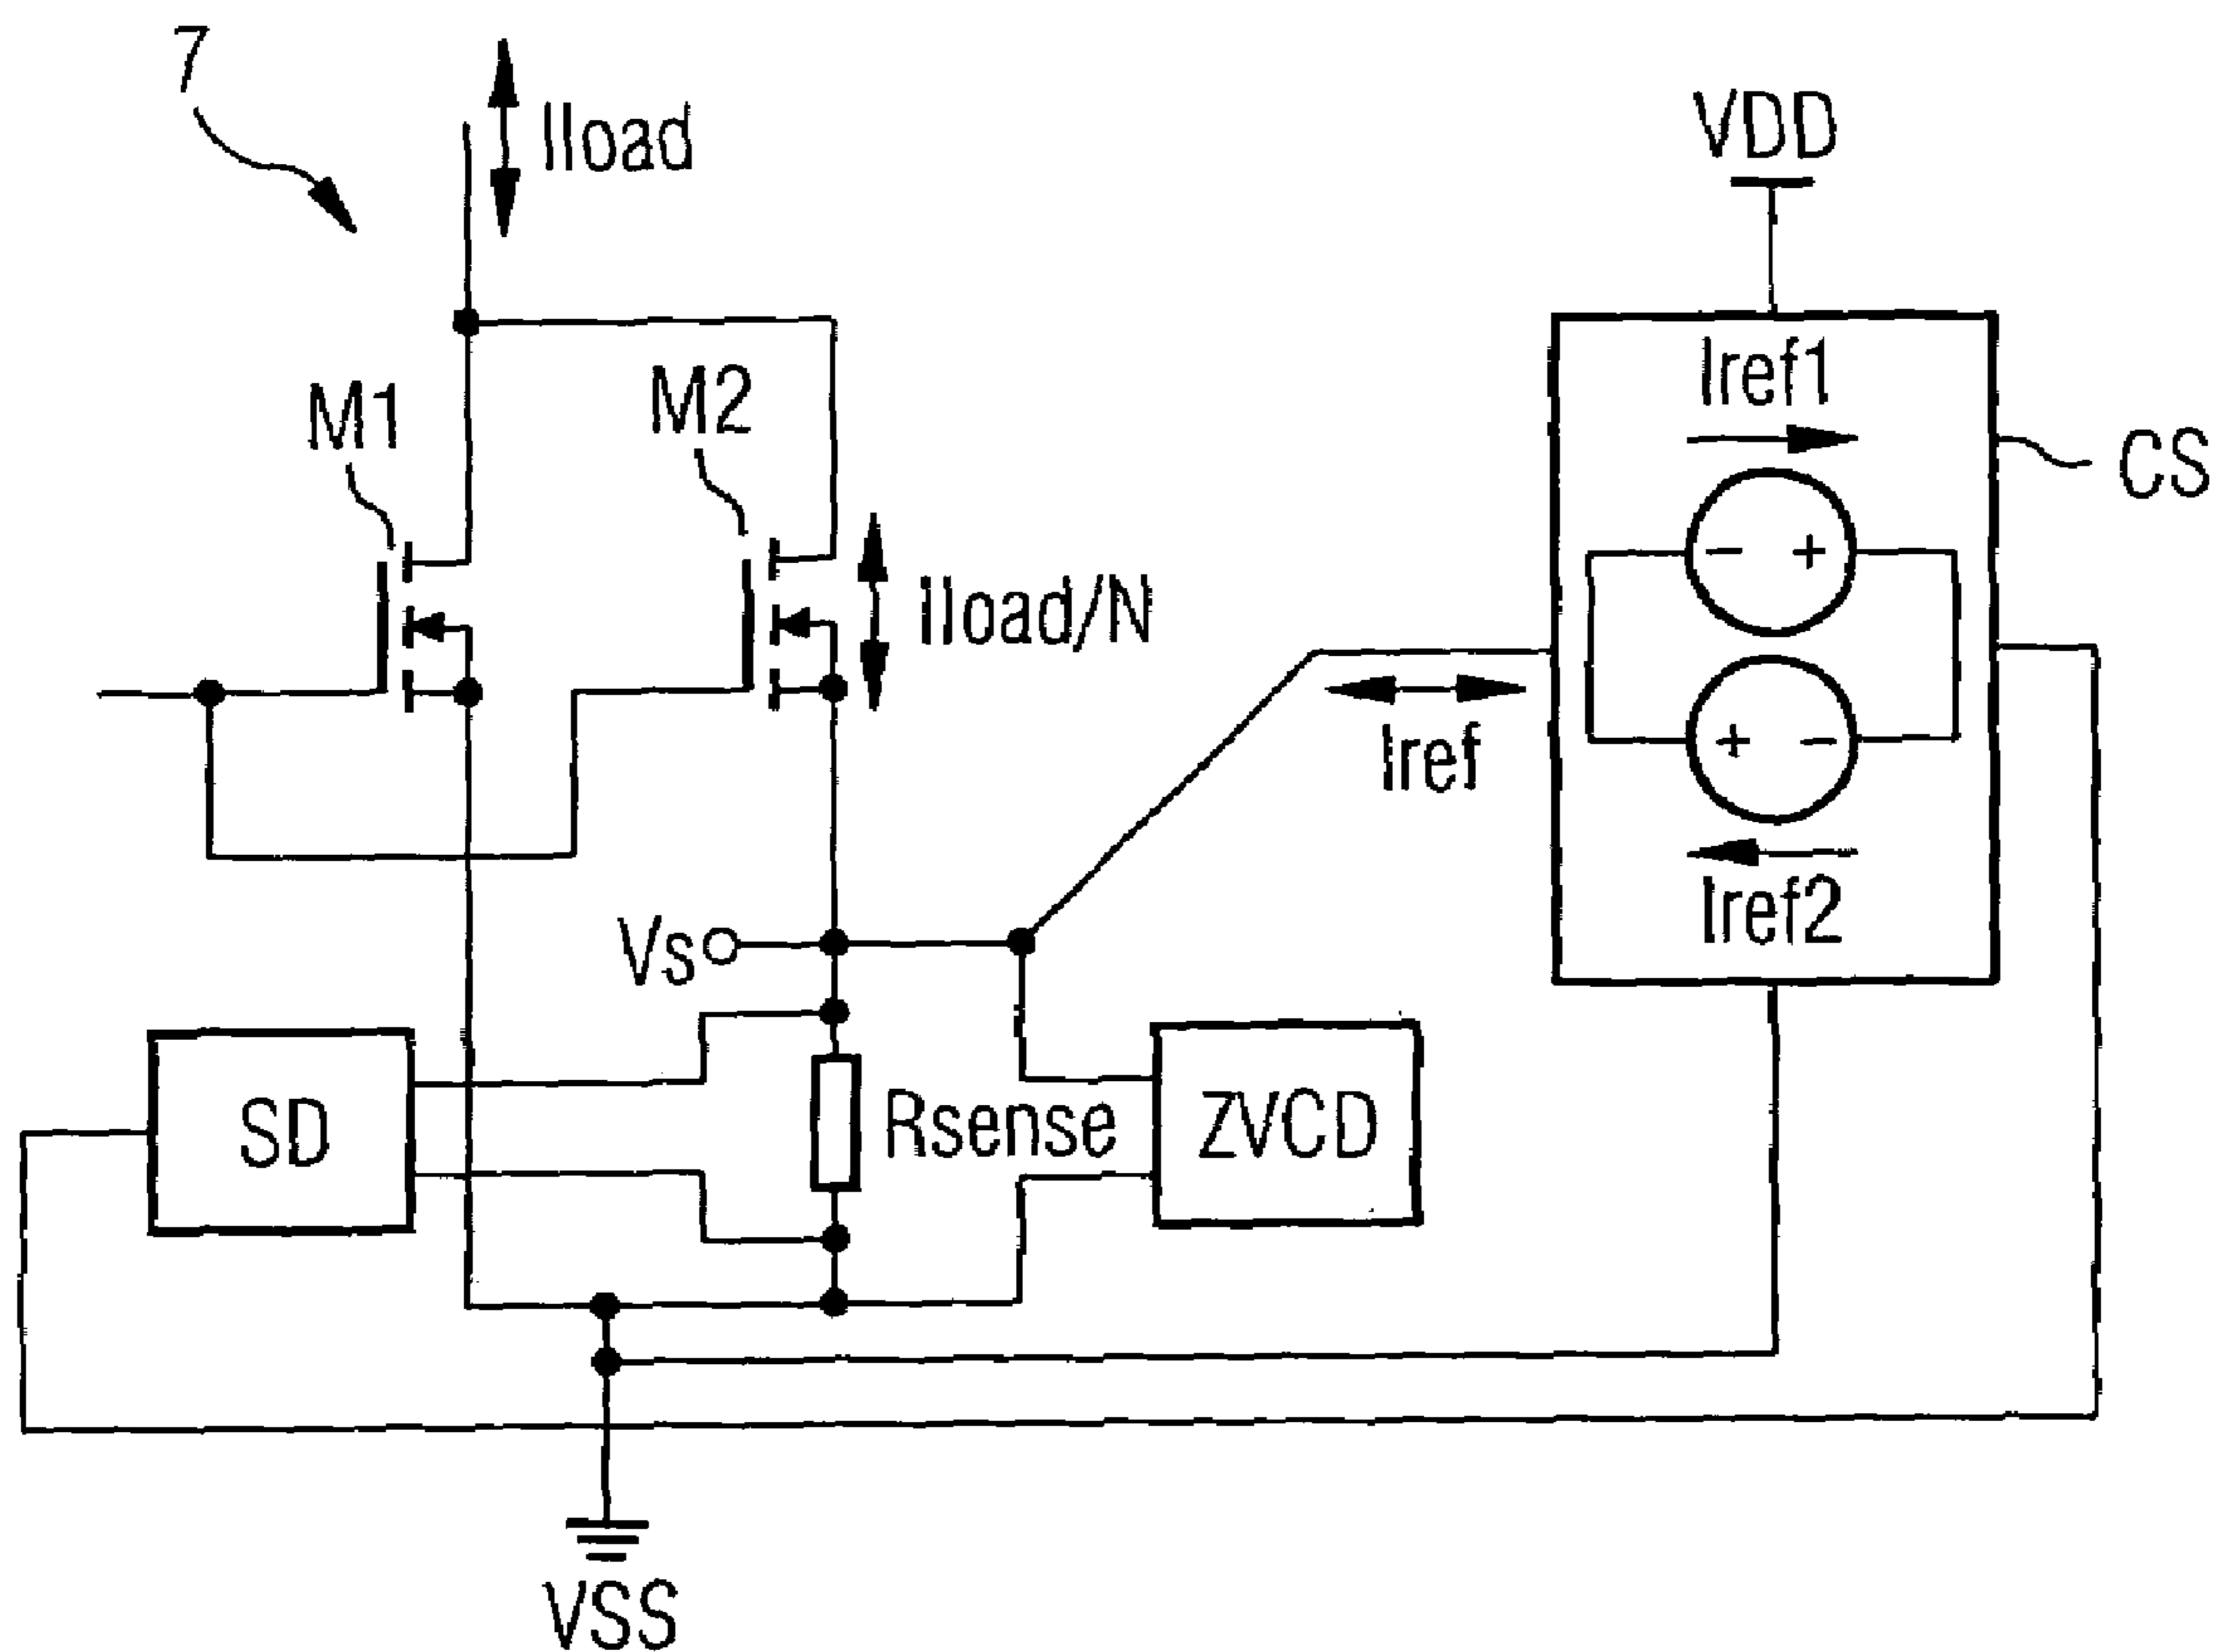 7
Iload
VDD
M1
M2
Iref1
CS
Iload/N
Iref
Iref2
Vs
SD
Rsense
ZVCD
VSS